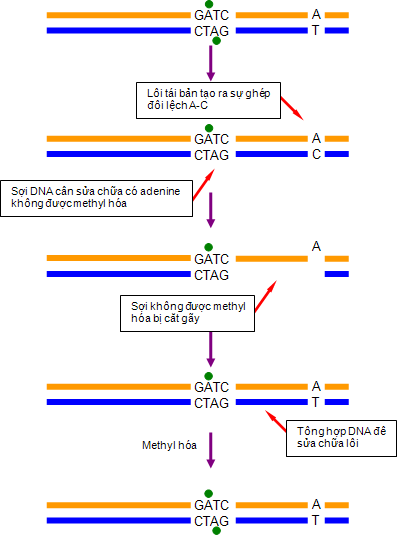 GATC A
CTAG T
Lỗi tái bản tạo ra sự ghép
đôi lệch A-C
GATC A
CTAG C
Sợi DNA cần sửa chữa có adenine
không được methyl hóa
GATC A
CTAG
Sợi không được methyl
hóa bị cắt gãy
GATC A
CTAG T
Tổng hợp DNA để
sửa chữa lỗi
Methyl hóa
GATC A
CTAG T